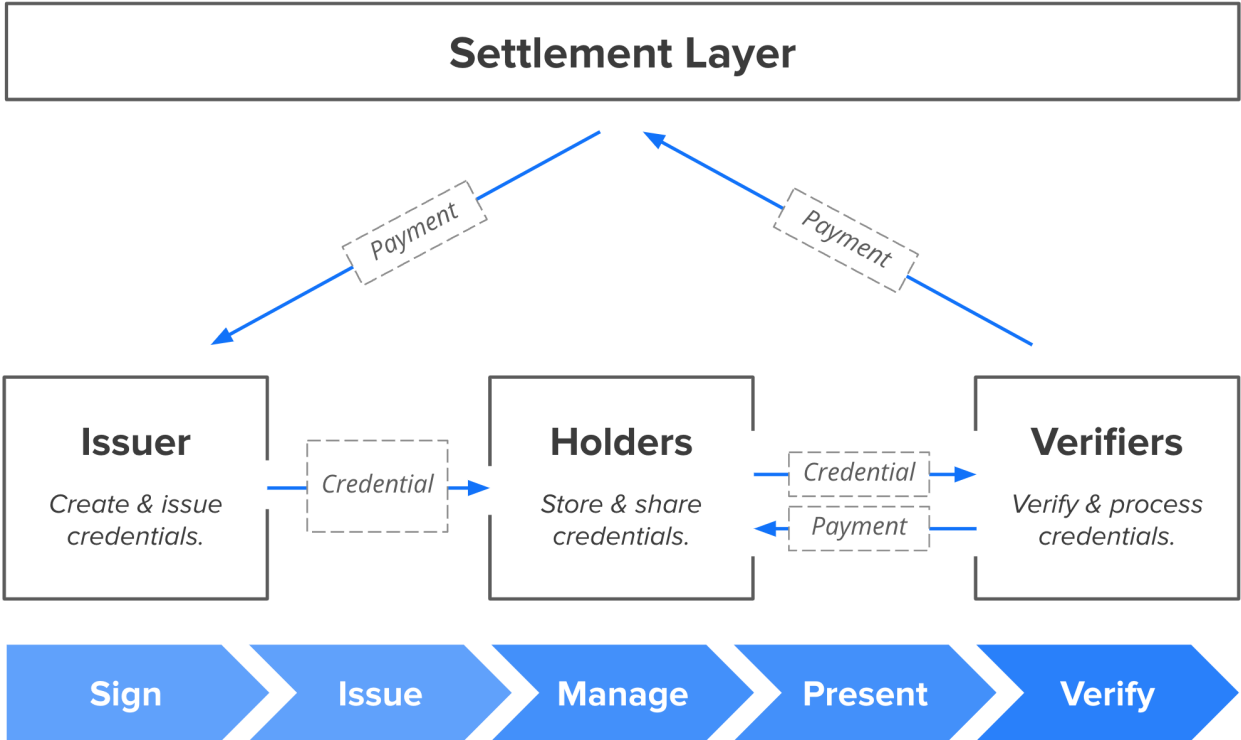 Settlement Layer
Payment
Payment
Issuer
Create & issue
credentials.
Credential
Holders
Store & share
credentials.
Credential
Payment
Verifiers
Verify & process
credentials.
Sign
Issue
Manage
Present
Verify